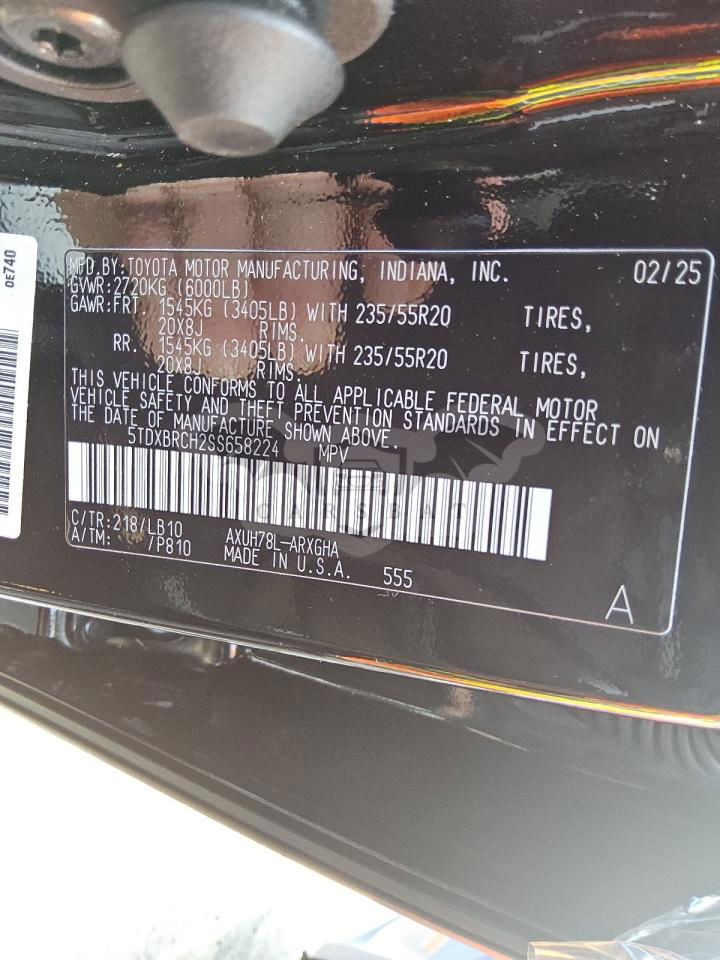 0E740
MFD.BY:TOYOTA MOTOR MANUFACTURING, INDIANA, INC. 02/25
GVWR:2720KG (6000LB)
GAWR:FRT. 1545KG (3405LB) WITH 235/55R20 TIRES,
20X8J RIMS.
RR. 1545KG (3405LB) WITH 235/55R20 TIRES,
20X8J RIMS.
THIS VEHICLE CONFORMS TO ALL APPLICABLE FEDERAL MOTOR
VEHICLE SAFETY AND THEFT PREVENTION STANDARDS IN EFFECT ON
THE DATE OF MANUFACTURE SHOWN ABOVE.
5TDXBRCH2SS658224 MPV
CARSBAC
C/TR:218/LB10 AXUH78L-ARXGHA
A/TM: /P810 MADE IN U.S.A. 555
A